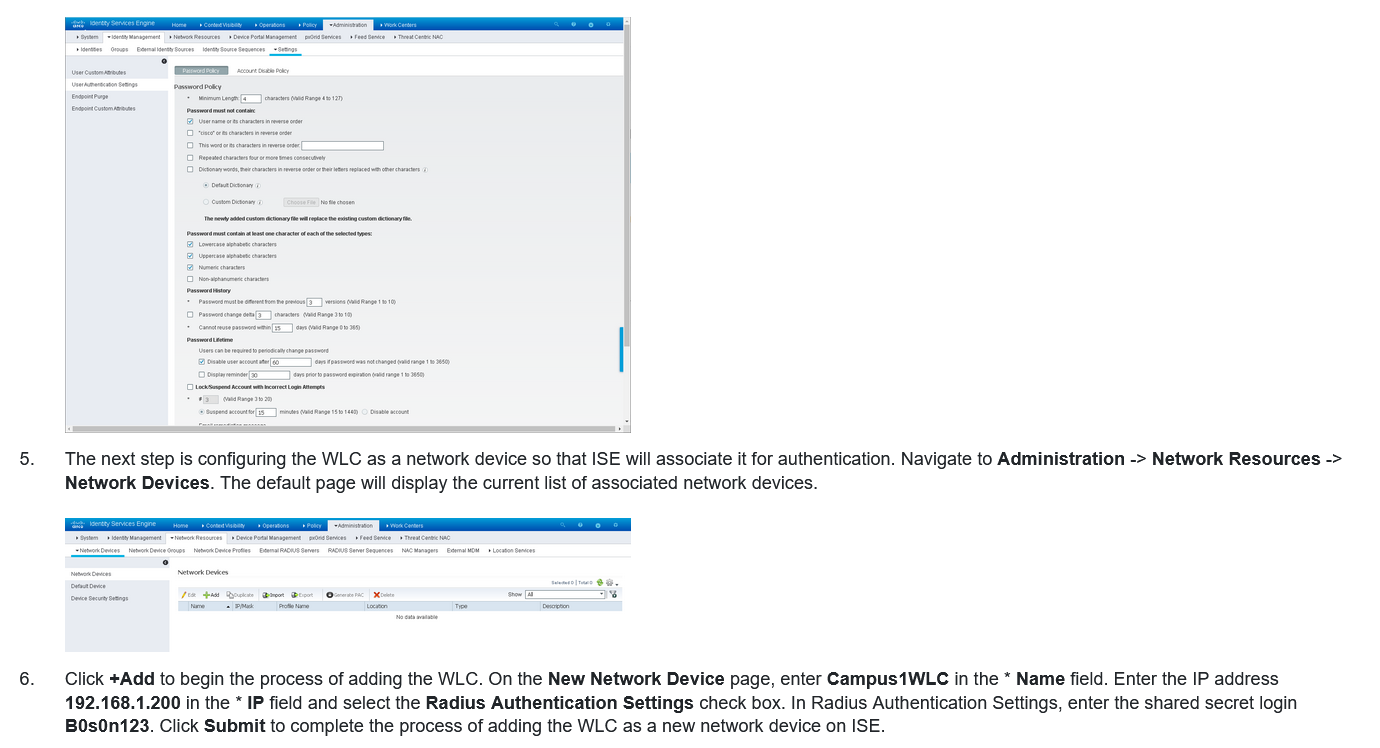 Identity Services Engine Home Context Visibility Operations Policy Administration Work Centers
System Identity Management Network Resources Device Portal Management pxGrid Services Feed Service Threat Centric NAC
Identities Groups External Identity Sources Identity Source Sequences Settings
User Custom Attributes
User Authentication Settings
Endpoint Purge
Endpoint Custom Attributes
Password Policy Account Disable Policy
Password Policy
* Minimum Length: 4 characters (Valid Range 4 to 127)
Password must not contain:
User name or its characters in reverse order
"cisco" or its characters in reverse order
This word or its characters in reverse order:
Repeated characters four or more times consecutively
Dictionary words, their characters in reverse order or their letters replaced with other characters
Default Dictionary
Custom Dictionary Choose File No file chosen
The newly added custom dictionary file will replace the existing custom dictionary file.
Password must contain at least one character of each of the selected types:
Lowercase alphabetic characters
Uppercase alphabetic characters
Numeric characters
Non-alphanumeric characters
Password History
* Password must be different from the previous 3 versions (Valid Range 1 to 10)
Password change delta 3 characters (Valid Range 3 to 10)
* Cannot reuse password within 15 days (Valid Range 0 to 365)
Password Lifetime
Users can be required to periodically change password
Disable user account after 60 days if password was not changed (valid range 1 to 3650)
Display reminder 30 days prior to password expiration (valid range 1 to 3650)
Lock/Suspend Account with Incorrect Login Attempts
* # 3 (Valid Range 3 to 20)
Suspend account for 15 minutes (Valid Range 15 to 1440) Disable account
5. The next step is configuring the WLC as a network device so that ISE will associate it for authentication. Navigate to Administration -> Network Resources ->
Network Devices. The default page will display the current list of associated network devices.
Identity Services Engine Home Context Visibility Operations Policy Administration Work Centers
System Identity Management Network Resources Device Portal Management pxGrid Services Feed Service Threat Centric NAC
Network Devices Network Device Groups Network Device Profiles External RADIUS Servers RADIUS Server Sequences NAC Managers External MDM Location Services
Network Devices
Default Device
Device Security Settings
Network Devices
Selected 0 | Total 0
Edit Add Duplicate Import Export Generate PAC Delete Show All
Name IP/Mask Profile Name Location Type Description
No data available
6. Click +Add to begin the process of adding the WLC. On the New Network Device page, enter Campus1WLC in the * Name field. Enter the IP address
192.168.1.200 in the * IP field and select the Radius Authentication Settings check box. In Radius Authentication Settings, enter the shared secret login
B0s0n123. Click Submit to complete the process of adding the WLC as a new network device on ISE.